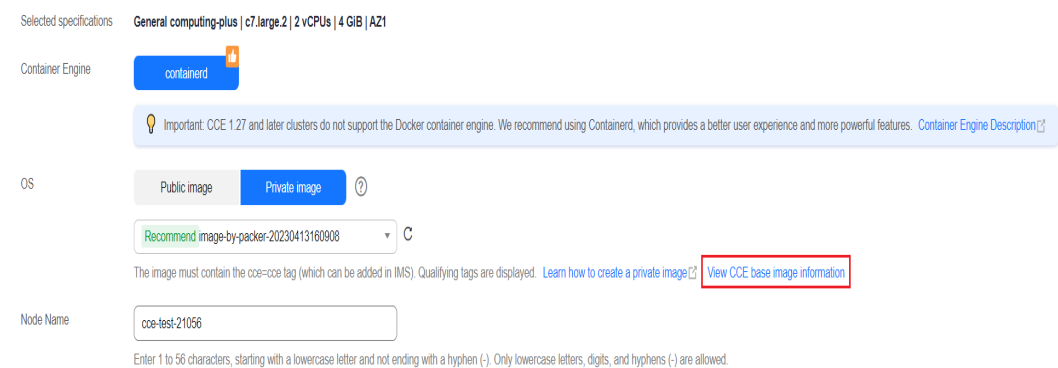 Selected specifications General computing-plus | c7.large.2 | 2 vCPUs | 4 GiB | AZ1
Container Engine containerd
Important: CCE 1.27 and later clusters do not support the Docker container engine. We recommend using Containerd, which provides a better user experience and more powerful features. Container Engine Description
OS Public image Private image ?
Recommend image-by-packer-20230413160908
The image must contain the cce=cce tag (which can be added in IMS). Qualifying tags are displayed. Learn how to create a private image View CCE base image information
Node Name cce-test-21056
Enter 1 to 56 characters, starting with a lowercase letter and not ending with a hyphen (-). Only lowercase letters, digits, and hyphens (-) are allowed.